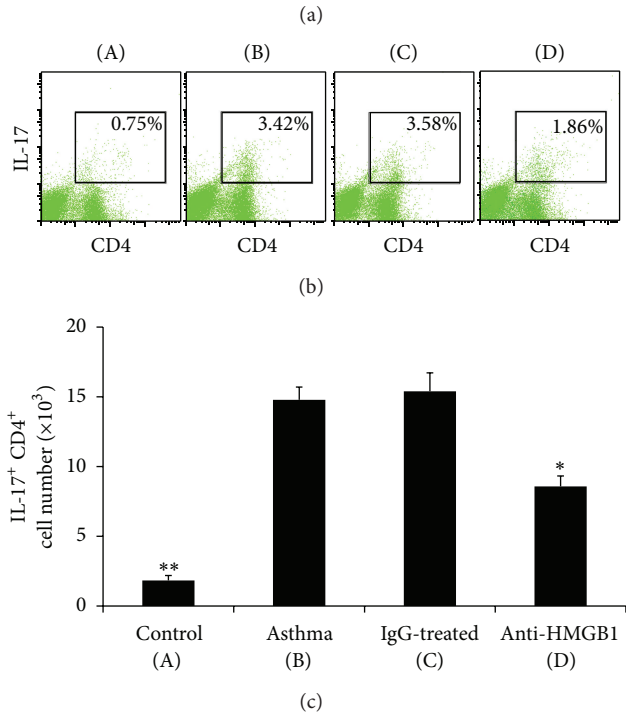 (a)
(A) (B) (C) (D)
IL-17
0.75% 3.42% 3.58% 1.86%
CD4 CD4 CD4 CD4
(b)
IL-17⁺ CD4⁺
cell number (×10³)
20
15
10
5
0
**
*
Control Asthma IgG-treated Anti-HMGB1
(A) (B) (C) (D)
(c)